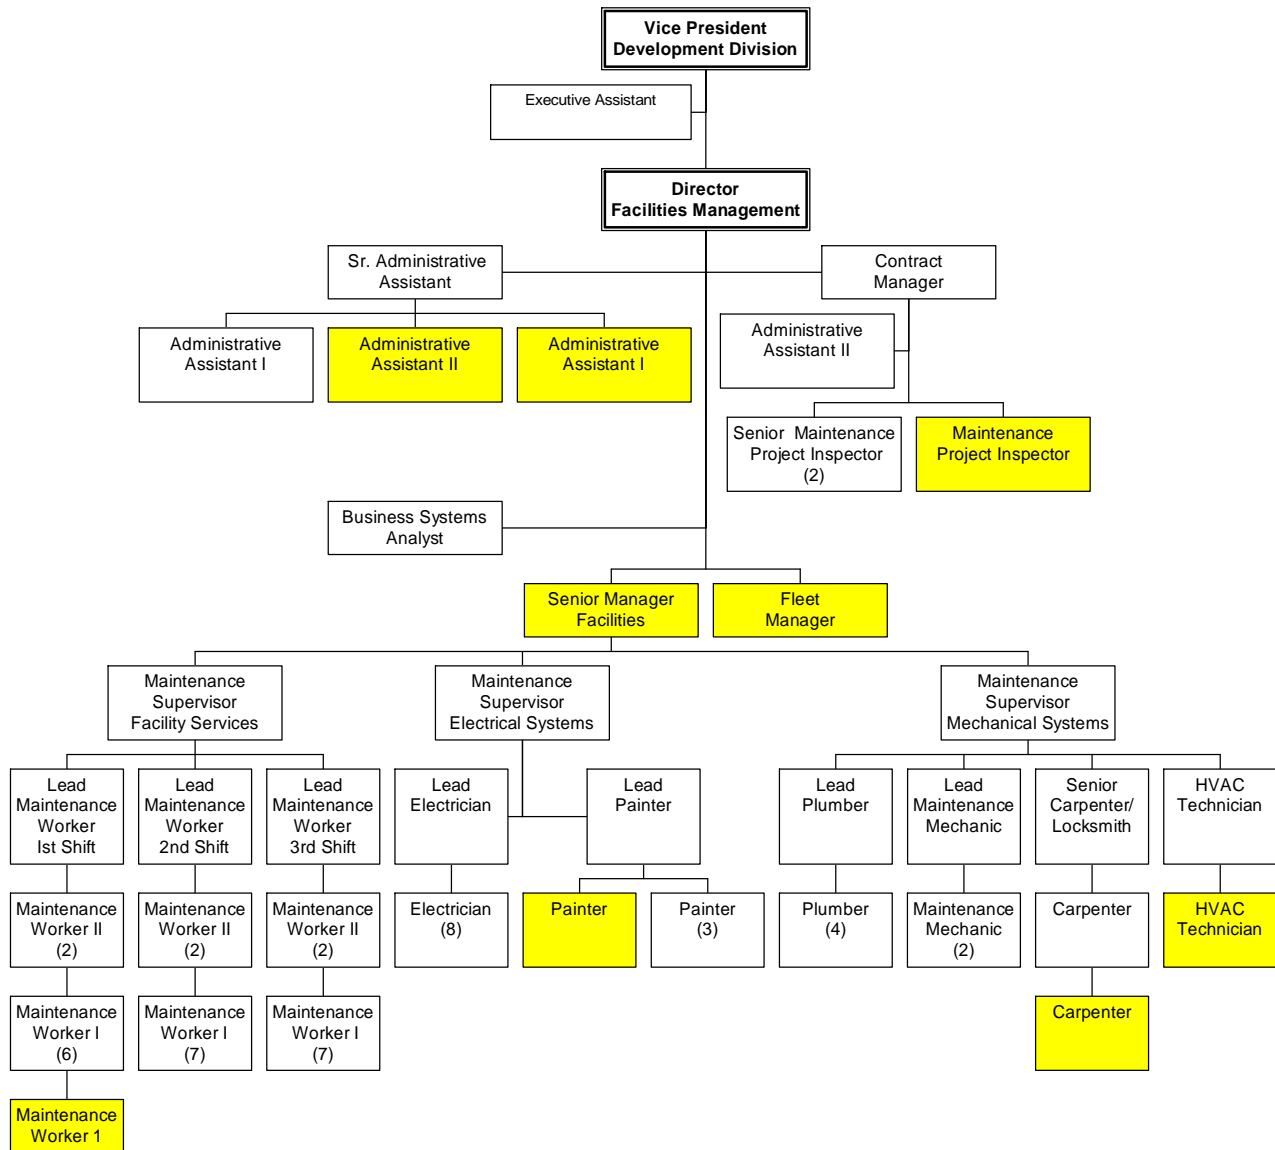 Vice President
Development Division
Executive Assistant
Director
Facilities Management
Sr. Administrative
Assistant
Contract
Manager
Administrative
Assistant I
Administrative
Assistant II
Administrative
Assistant I
Administrative
Assistant II
Senior Maintenance
Project Inspector
(2)
Maintenance
Project Inspector
Business Systems
Analyst
Senior Manager
Facilities
Fleet
Manager
Maintenance
Supervisor
Facility Services
Maintenance
Supervisor
Electrical Systems
Maintenance
Supervisor
Mechanical Systems
Lead
Maintenance
Worker
Ist Shift
Lead
Maintenance
Worker
2nd Shift
Lead
Maintenance
Worker
3rd Shift
Lead
Electrician
Lead
Painter
Lead
Plumber
Lead
Maintenance
Mechanic
Senior
Carpenter/
Locksmith
HVAC
Technician
Maintenance
Worker II
(2)
Maintenance
Worker II
(2)
Maintenance
Worker II
(2)
Electrician
(8)
Painter
Painter
(3)
Plumber
(4)
Maintenance
Mechanic
(2)
Carpenter
HVAC
Technician
Maintenance
Worker I
(6)
Maintenance
Worker I
(7)
Maintenance
Worker I
(7)
Carpenter
Maintenance
Worker 1